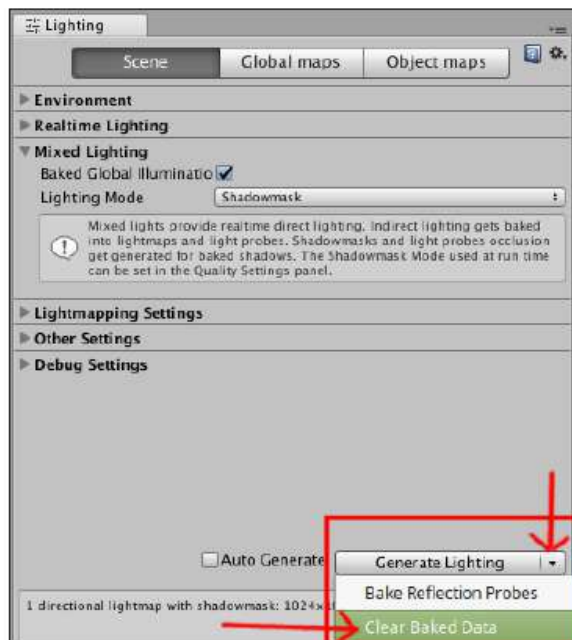 Lighting
Scene Global maps Object maps
Environment
Realtime Lighting
Mixed Lighting
Baked Global Illuminatio
Lighting Mode Shadowmask
Mixed lights provide realtime direct lighting. Indirect lighting gets baked
into lightmaps and light probes. Shadowmasks and light probes occlusion
get generated for baked shadows. The Shadowmask Mode used at run time
can be set in the Quality Settings panel.
Lightmapping Settings
Other Settings
Debug Settings
Auto Generate Generate Lighting
Bake Reflection Probes
1 directional lightmap with shadowmask:
Clear Baked Data